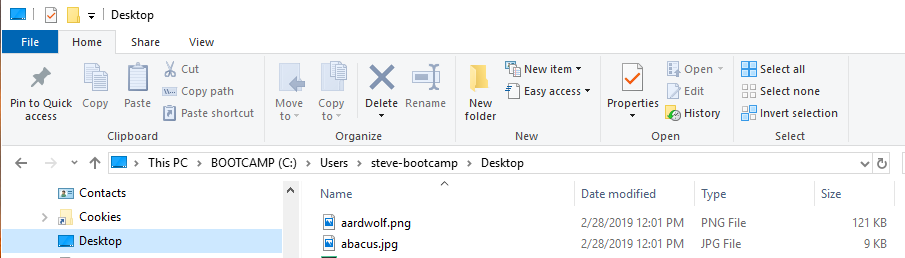 Desktop
File Home Share View
Pin to Quick access
Copy
Paste
Cut
Copy path
Paste shortcut
Clipboard
Move to
Copy to
Delete
Rename
Organize
New folder
New item
Easy access
New
Properties
Open
Edit
History
Open
Select all
Select none
Invert selection
Select
This PC > BOOTCAMP (C:) > Users > steve-bootcamp > Desktop
Contacts
Cookies
Desktop
Name Date modified Type Size
aardwolf.png 2/28/2019 12:01 PM PNG File 121 KB
abacus.jpg 2/28/2019 12:01 PM JPG File 9 KB